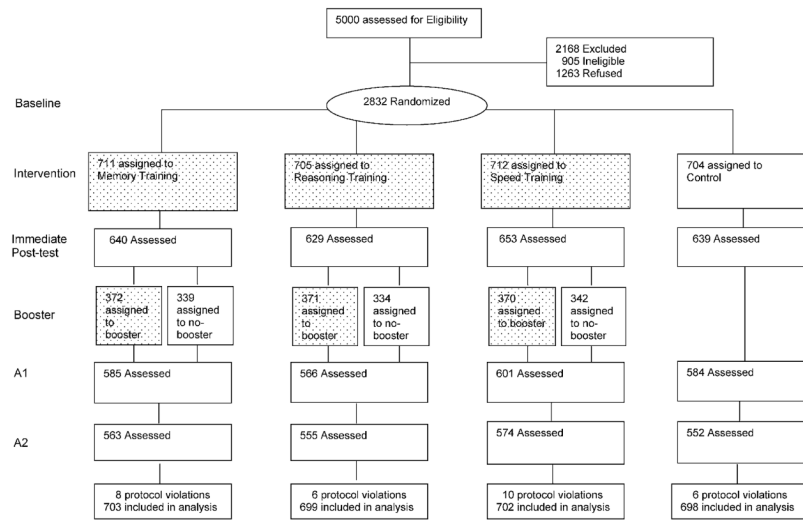 5000 assessed for Eligibility
2168 Excluded
905 Ineligible
1263 Refused
Baseline
2832 Randomized
Intervention
711 assigned to
Memory Training
705 assigned to
Reasoning Training
712 assigned to
Speed Training
704 assigned to
Control
Immediate
Post-test
640 Assessed
629 Assessed
653 Assessed
639 Assessed
Booster
372
assigned
to
booster
339
assigned
to no-
booster
371
assigned
to
booster
334
assigned
to no-
booster
370
assigned
to booster
342
assigned
to no-
booster
A1
585 Assessed
566 Assessed
601 Assessed
584 Assessed
A2
563 Assessed
555 Assessed
574 Assessed
552 Assessed
8 protocol violations
703 included in analysis
6 protocol violations
699 included in analysis
10 protocol violations
702 included in analysis
6 protocol violations
698 included in analysis